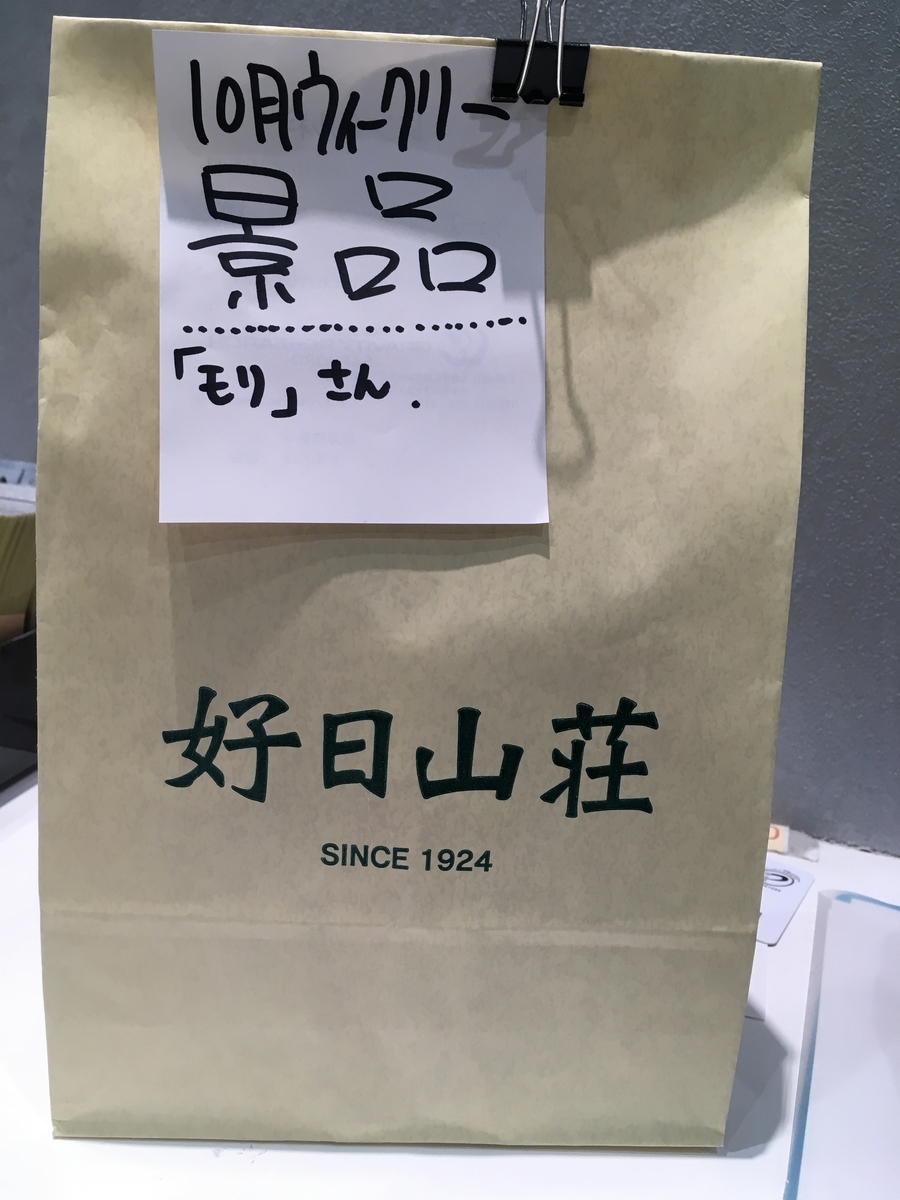 10月ウィークリー
景品
「モリ」さん.
好日山荘
SINCE 1924